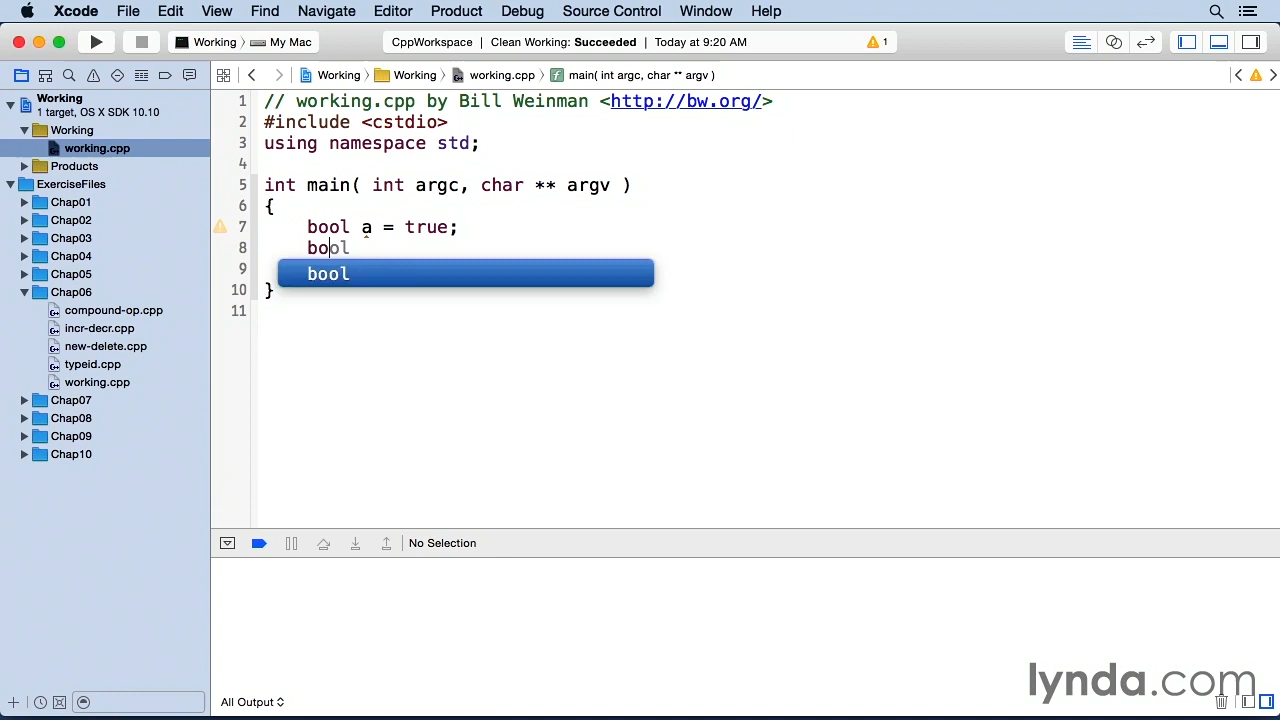 Xcode File Edit View Find Navigate Editor Product Debug Source Control Window Help
Working My Mac CppWorkspace | Clean Working: Succeeded | Today at 9:20 AM 1
Working Working working.cpp main( int argc, char ** argv )
Working
1 target, OS X SDK 10.10
Working
working.cpp
Products
ExerciseFiles
Chap01
Chap02
Chap03
Chap04
Chap05
Chap06
compound-op.cpp
incr-decr.cpp
new-delete.cpp
typeid.cpp
working.cpp
Chap07
Chap08
Chap09
Chap10
1 // working.cpp by Bill Weinman <http://bw.org/>
2 #include <cstdio>
3 using namespace std;
4
5 int main( int argc, char ** argv )
6 {
7 bool a = true;
8 bool
9 bool
10 }
11
No Selection
All Output
lynda.com